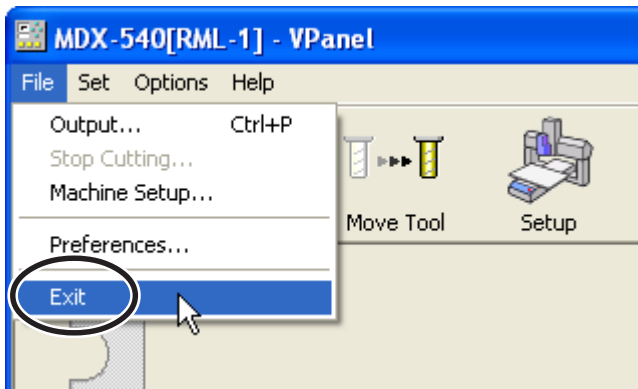 MDX-540[RML-1] - VPanel
File Set Options Help
Output... Ctrl+P
Stop Cutting...
Machine Setup...
Preferences...
Exit
Move Tool
Setup